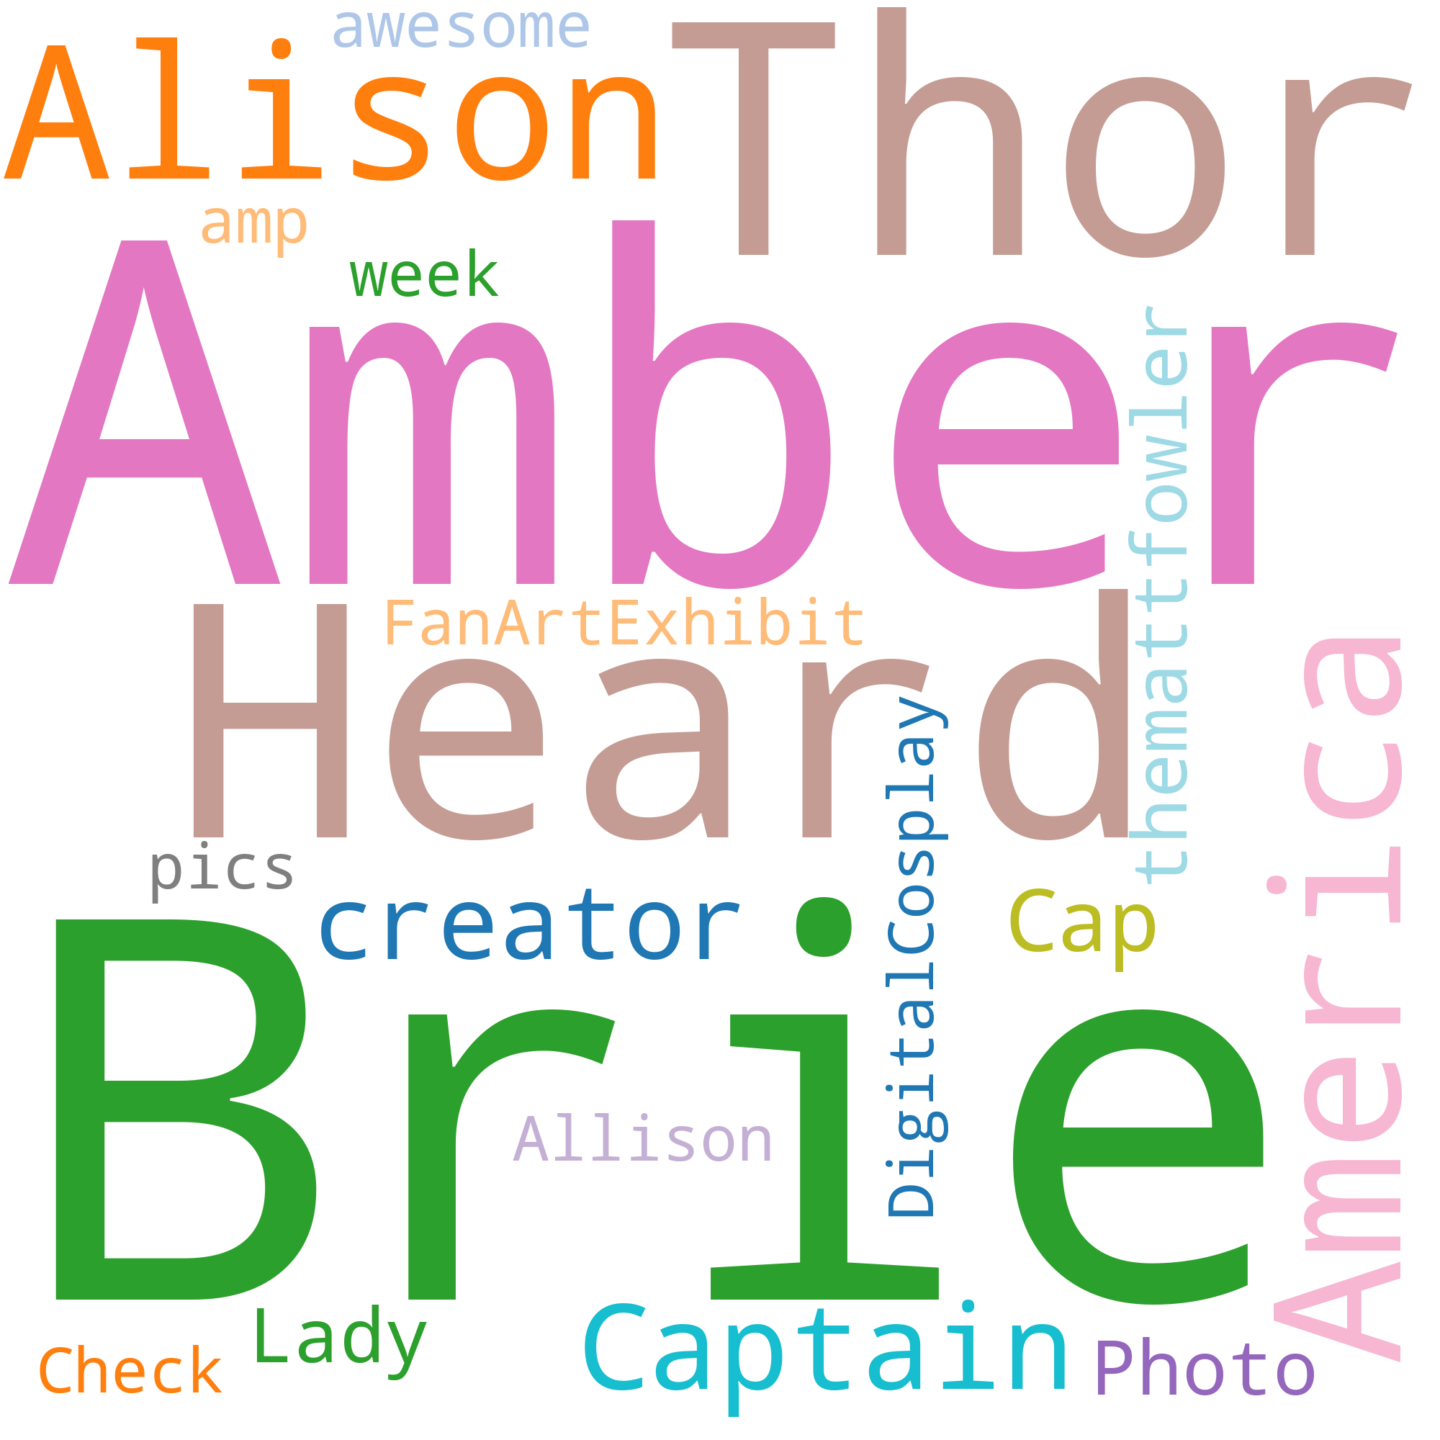 awesome
Alison
Thor
amp
week
Amber
themattfowler
FanArtExhibit
Heard
America
DigitalCosplay
pics
creator
Cap
Brie
Allison
Lady
Captain
Check
Photo